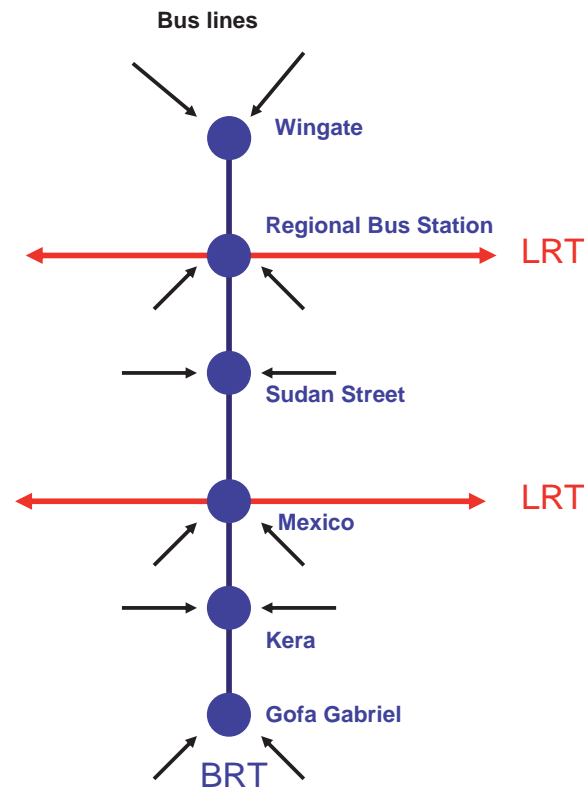 Bus lines
Wingate
Regional Bus Station
LRT
Sudan Street
LRT
Mexico
Kera
Gofa Gabriel
BRT